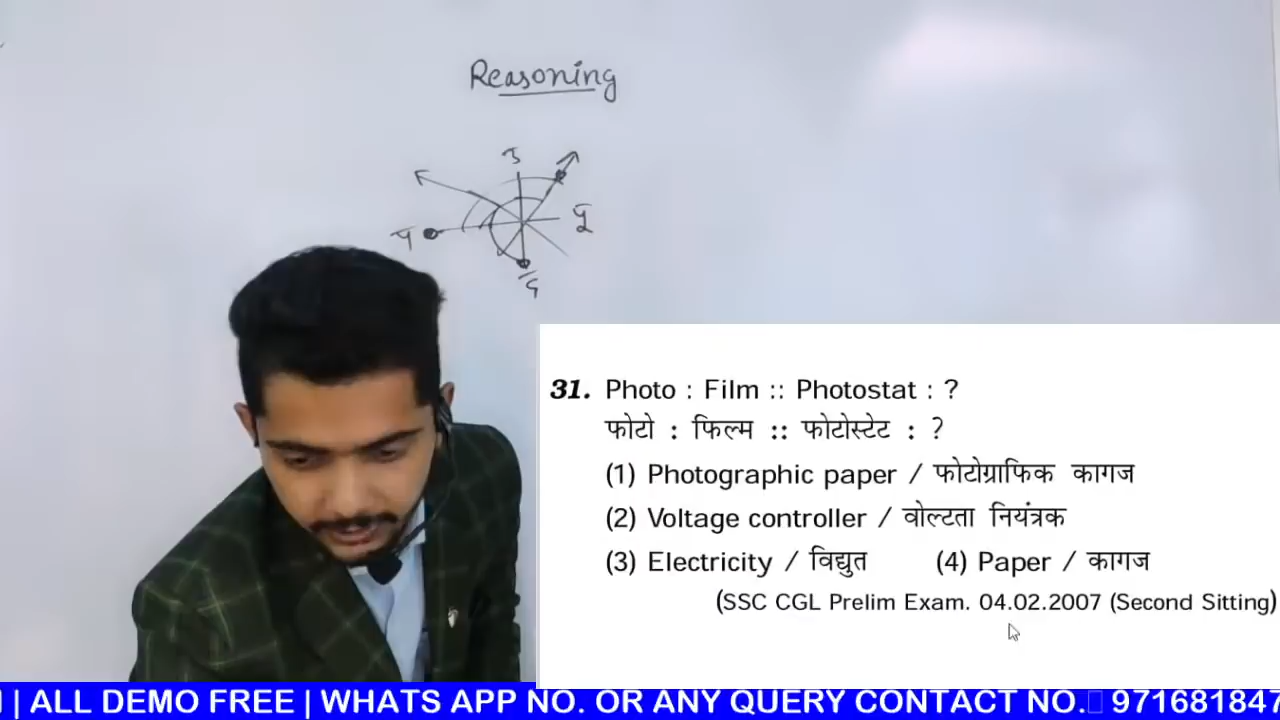 Reasoning
उ
पू
प
द
31. Photo : Film :: Photostat : ?
फोटो : फिल्म :: फोटोस्टेट : ?
(1) Photographic paper / फोटोग्राफिक कागज
(2) Voltage controller / वोल्टता नियंत्रक
(3) Electricity / विद्युत (4) Paper / कागज
(SSC CGL Prelim Exam. 04.02.2007 (Second Sitting)
| ALL DEMO FREE | WHATS APP NO. OR ANY QUERY CONTACT NO. 971681847